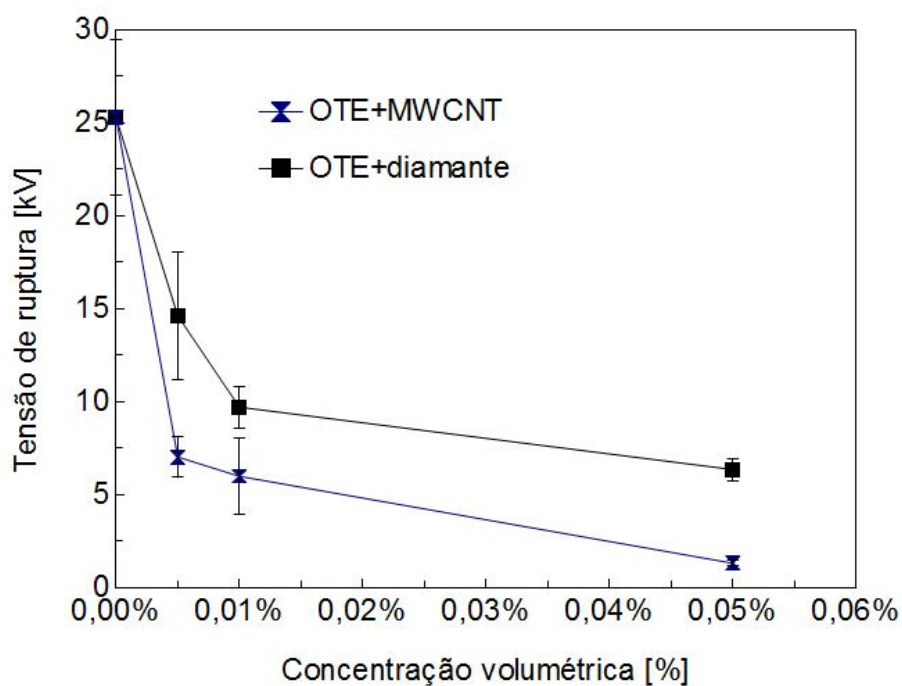 30
25
20
15
10
5
0
Tensão de ruptura [kV]
OTE+MWCNT
OTE+diamante
0,00% 0,01% 0,02% 0,03% 0,04% 0,05% 0,06%
Concentração volumétrica [%]